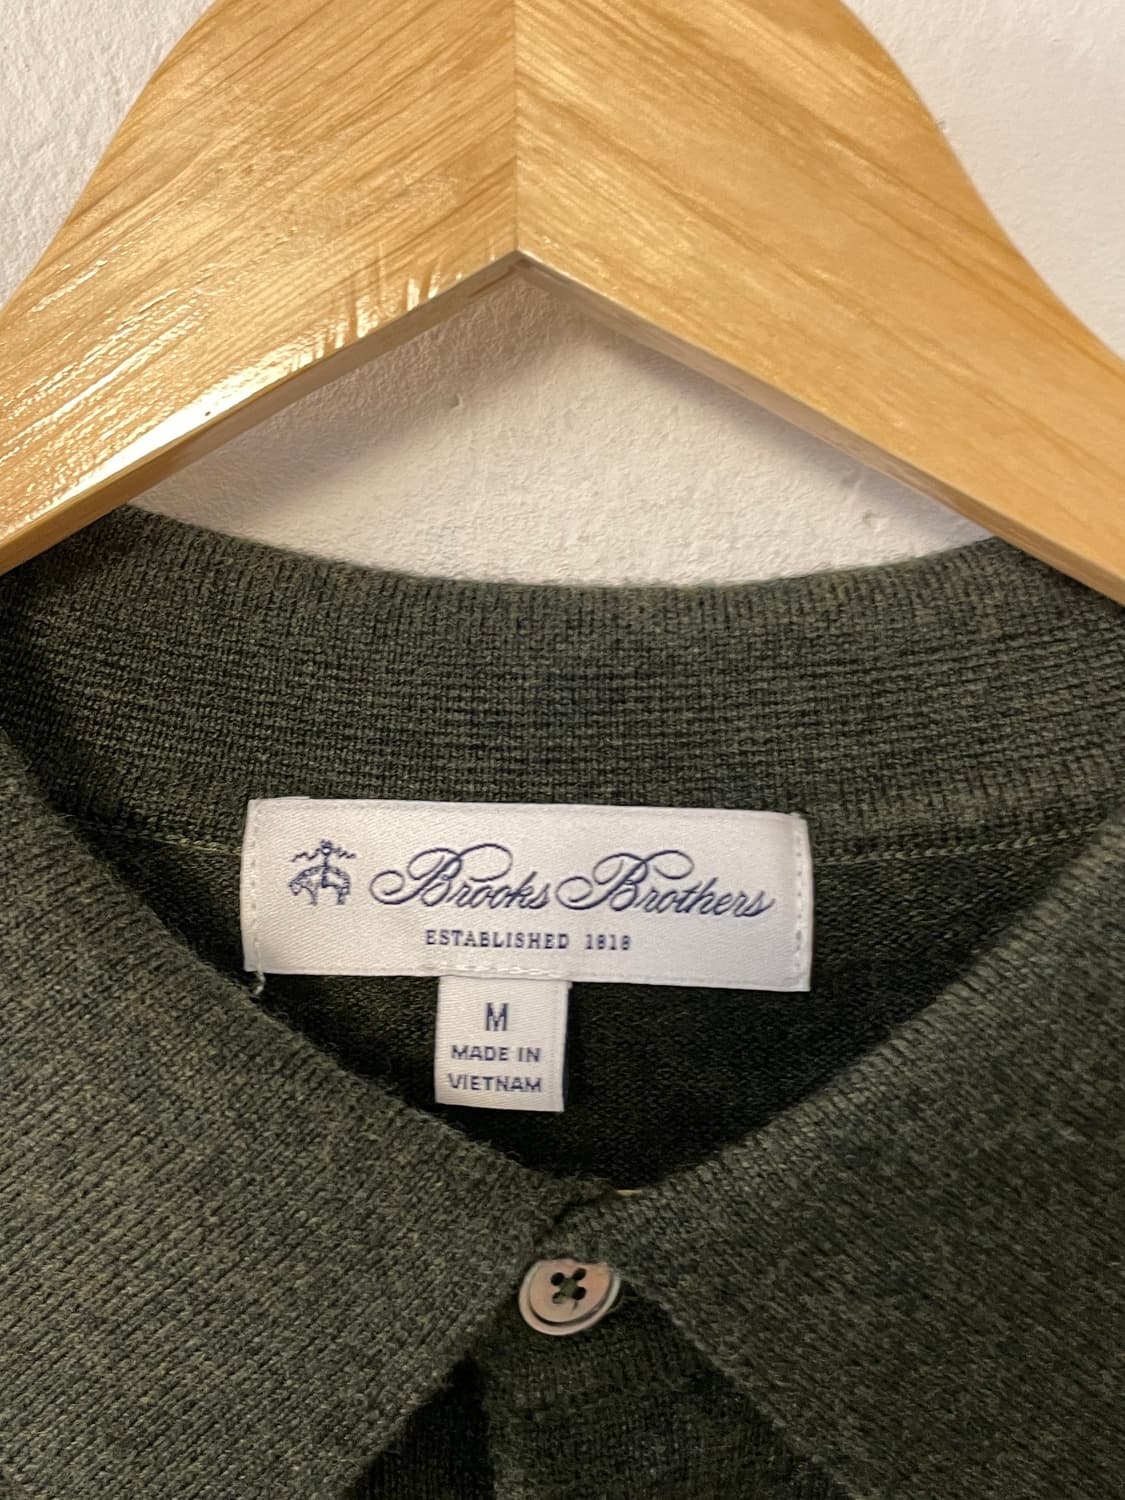 Brooks Brothers
ESTABLISHED 1818
M
MADE IN
VIETNAM